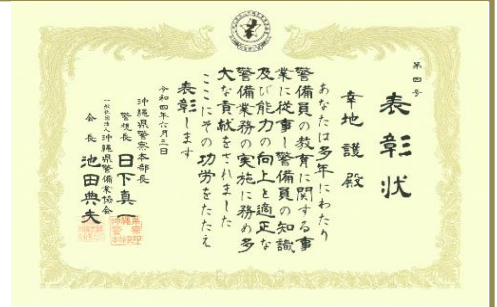 第四号
表彰状
幸地護殿
あなたは多年にわたり
警備員の教育に関する事
業に従事し警備員の知識
及び能力の向上と適正な
警備業務の実施に務め多
大な貢献をされました
ここにその功労をたたえ
表彰します
令和四年六月三日
沖縄県警察本部長
警視長 日下真一
一般社団法人沖縄県警備業協会
会長 池田典夫